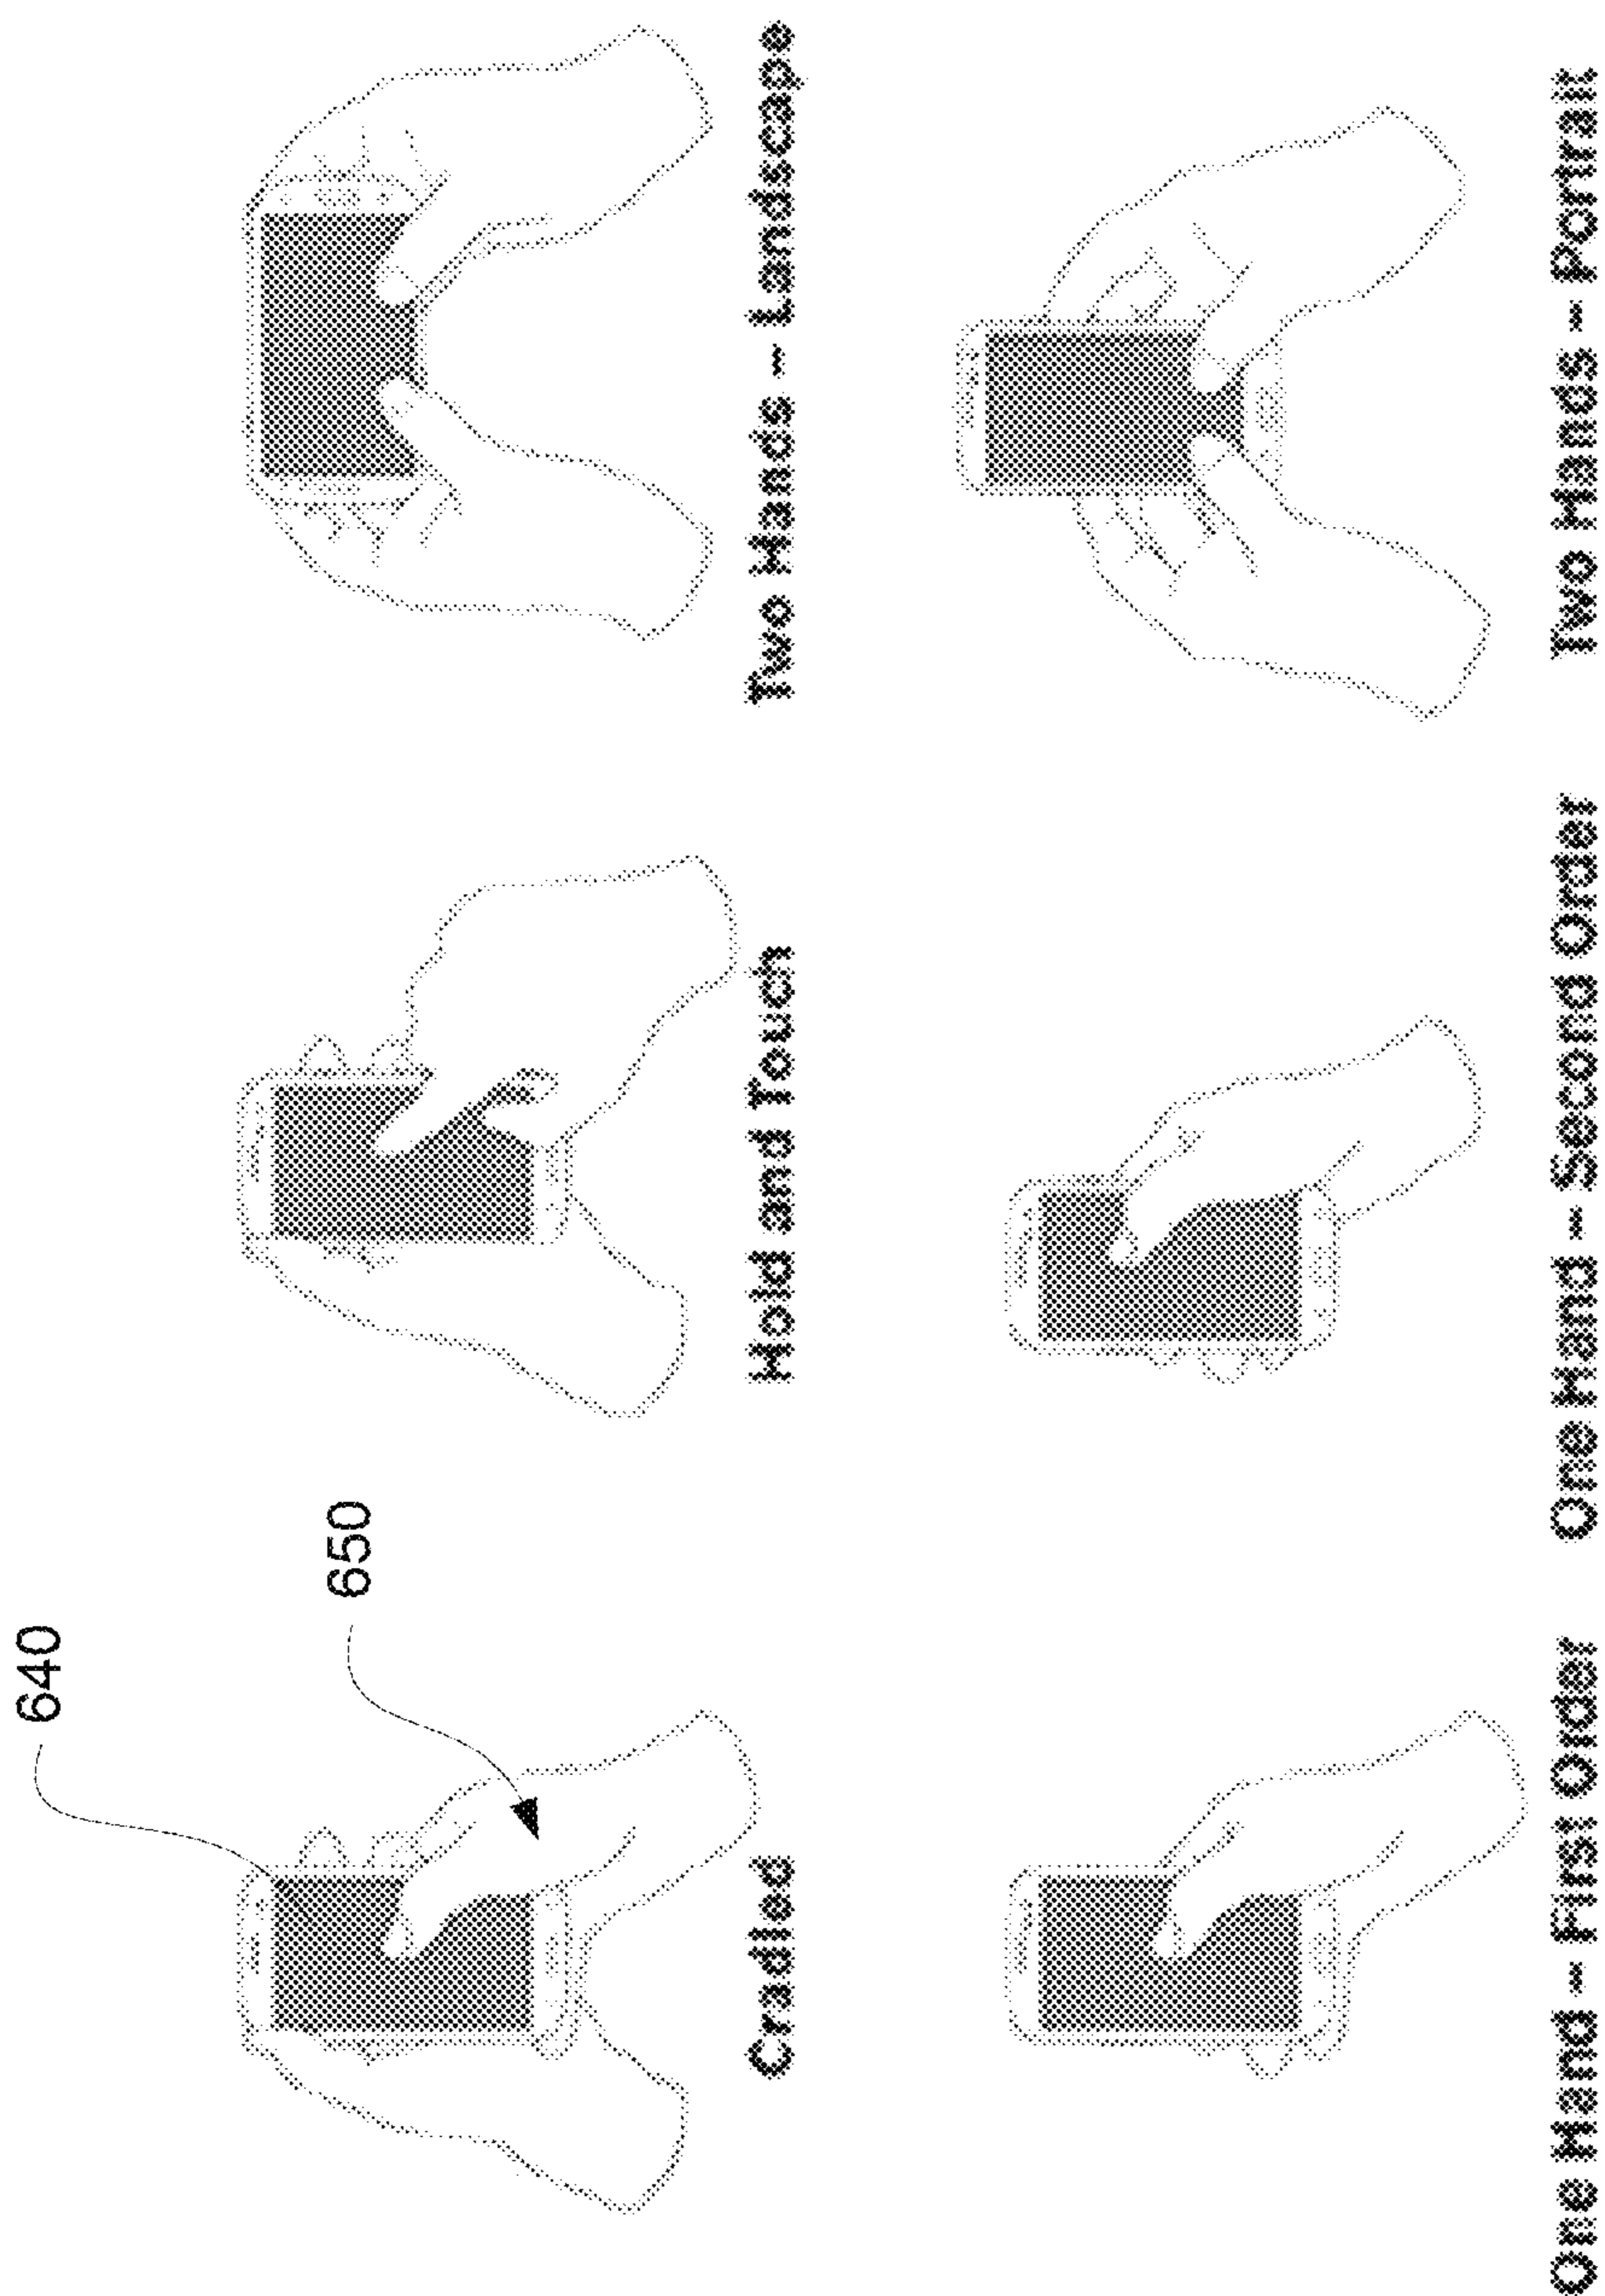 640
650
Cradled
Hold and Touch
Two Hands – Landscape
One Hand – First Order
One Hand – Second Order
Two Hands – Portrait